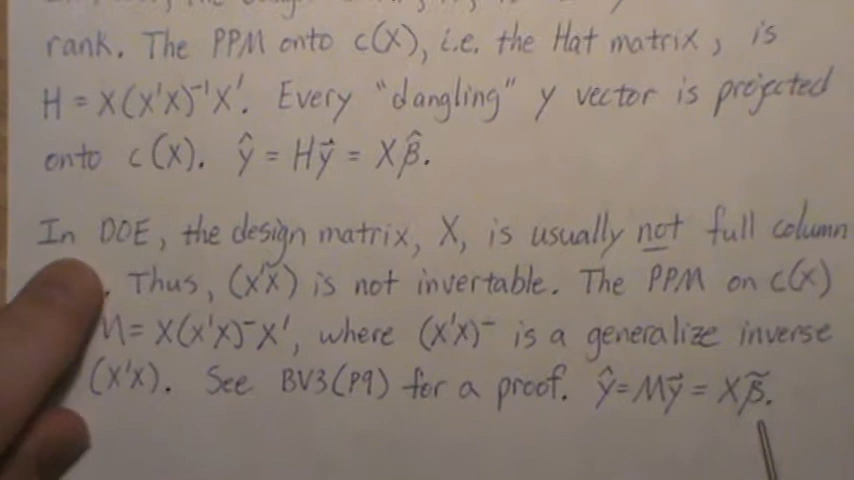 rank. The PPM onto c(X), i.e. the Hat matrix, is
H = X(X'X)⁻¹X'. Every "dangling" y vector is projected
onto c(X). ŷ = Hy⃗ = Xβ̂.
In DOE, the design matrix, X, is usually not full column
. Thus, (X'X) is not invertable. The PPM on c(X)
M = X(X'X)⁻X', where (X'X)⁻ is a generalize inverse
(X'X). See BV3(P9) for a proof. ŷ = My⃗ = Xβ̃.